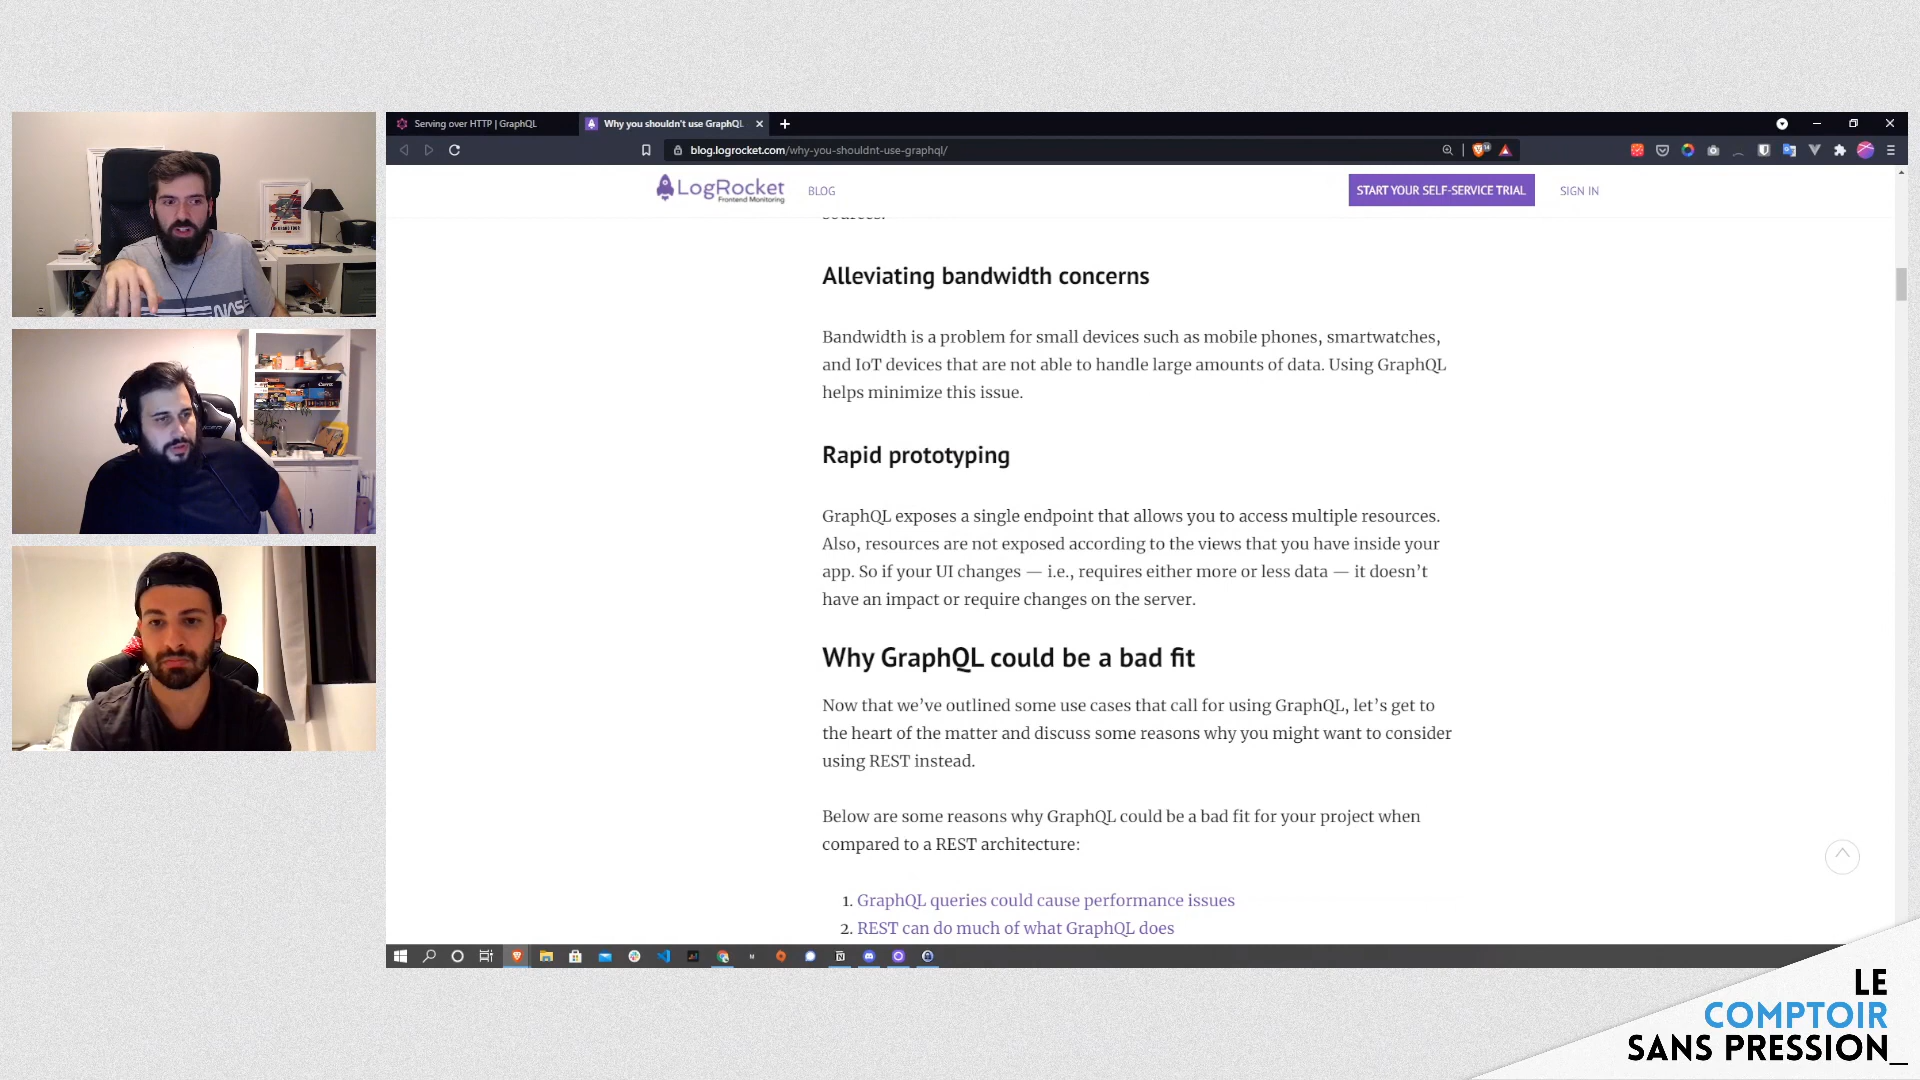 Serving over HTTP | GraphQL
Why you shouldn't use GraphQL
blog.logrocket.com/why-you-shouldnt-use-graphql/
LogRocket
Frontend Monitoring
BLOG
START YOUR SELF-SERVICE TRIAL
SIGN IN
sources.
Alleviating bandwidth concerns
Bandwidth is a problem for small devices such as mobile phones, smartwatches,
and IoT devices that are not able to handle large amounts of data. Using GraphQL
helps minimize this issue.
Rapid prototyping
GraphQL exposes a single endpoint that allows you to access multiple resources.
Also, resources are not exposed according to the views that you have inside your
app. So if your UI changes — i.e., requires either more or less data — it doesn’t
have an impact or require changes on the server.
Why GraphQL could be a bad fit
Now that we’ve outlined some use cases that call for using GraphQL, let’s get to
the heart of the matter and discuss some reasons why you might want to consider
using REST instead.
Below are some reasons why GraphQL could be a bad fit for your project when
compared to a REST architecture:
1. GraphQL queries could cause performance issues
2. REST can do much of what GraphQL does
LE
COMPTOIR
SANS PRESSION_